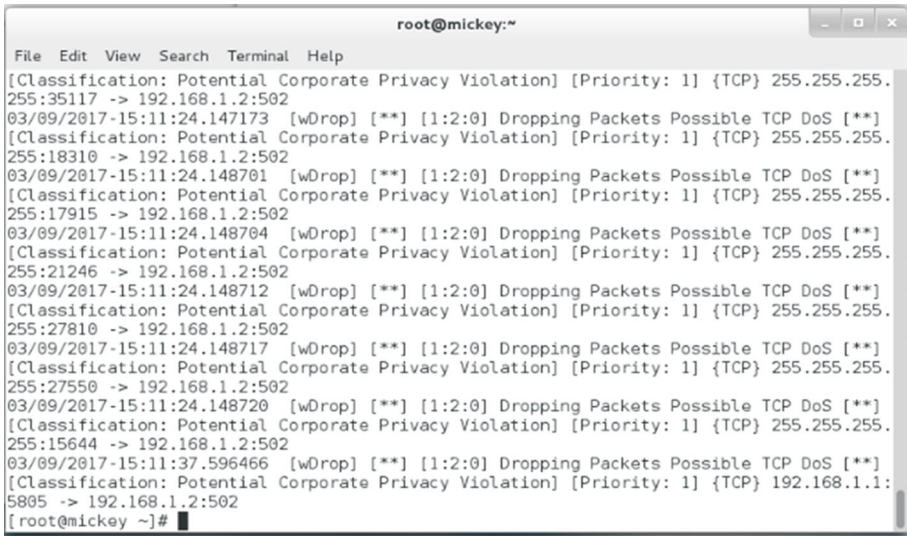 root@mickey:~
File Edit View Search Terminal Help
[Classification: Potential Corporate Privacy Violation] [Priority: 1] {TCP} 255.255.255.
255:35117 -> 192.168.1.2:502
03/09/2017-15:11:24.147173  [wDrop] [**] [1:2:0] Dropping Packets Possible TCP DoS [**]
[Classification: Potential Corporate Privacy Violation] [Priority: 1] {TCP} 255.255.255.
255:18310 -> 192.168.1.2:502
03/09/2017-15:11:24.148701  [wDrop] [**] [1:2:0] Dropping Packets Possible TCP DoS [**]
[Classification: Potential Corporate Privacy Violation] [Priority: 1] {TCP} 255.255.255.
255:17915 -> 192.168.1.2:502
03/09/2017-15:11:24.148704  [wDrop] [**] [1:2:0] Dropping Packets Possible TCP DoS [**]
[Classification: Potential Corporate Privacy Violation] [Priority: 1] {TCP} 255.255.255.
255:21246 -> 192.168.1.2:502
03/09/2017-15:11:24.148712  [wDrop] [**] [1:2:0] Dropping Packets Possible TCP DoS [**]
[Classification: Potential Corporate Privacy Violation] [Priority: 1] {TCP} 255.255.255.
255:27810 -> 192.168.1.2:502
03/09/2017-15:11:24.148717  [wDrop] [**] [1:2:0] Dropping Packets Possible TCP DoS [**]
[Classification: Potential Corporate Privacy Violation] [Priority: 1] {TCP} 255.255.255.
255:27550 -> 192.168.1.2:502
03/09/2017-15:11:24.148720  [wDrop] [**] [1:2:0] Dropping Packets Possible TCP DoS [**]
[Classification: Potential Corporate Privacy Violation] [Priority: 1] {TCP} 255.255.255.
255:15644 -> 192.168.1.2:502
03/09/2017-15:11:37.596466  [wDrop] [**] [1:2:0] Dropping Packets Possible TCP DoS [**]
[Classification: Potential Corporate Privacy Violation] [Priority: 1] {TCP} 192.168.1.1:
5805 -> 192.168.1.2:502
[root@mickey ~]#